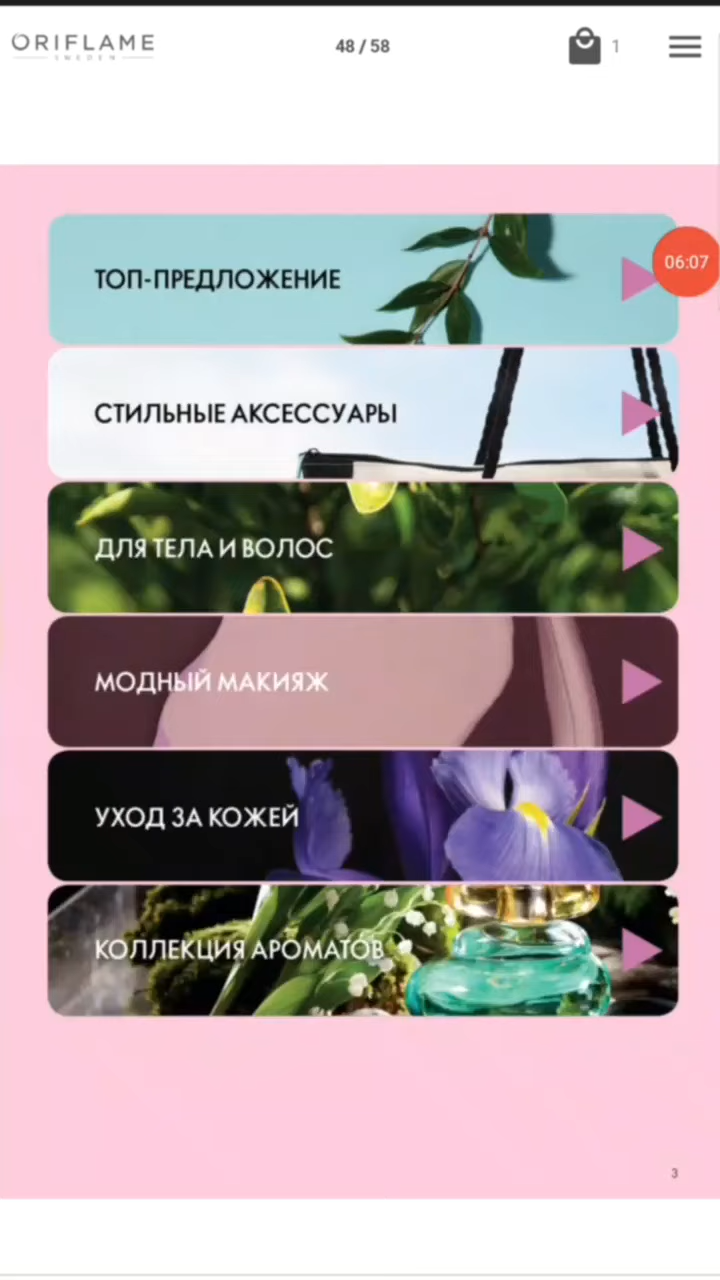 ORIFLAME
SWEDEN
48 / 58
1
06:07
ТОП-ПРЕДЛОЖЕНИЕ
СТИЛЬНЫЕ АКСЕССУАРЫ
ДЛЯ ТЕЛА И ВОЛОС
МОДНЫЙ МАКИЯЖ
УХОД ЗА КОЖЕЙ
КОЛЛЕКЦИЯ АРОМАТОВ
3